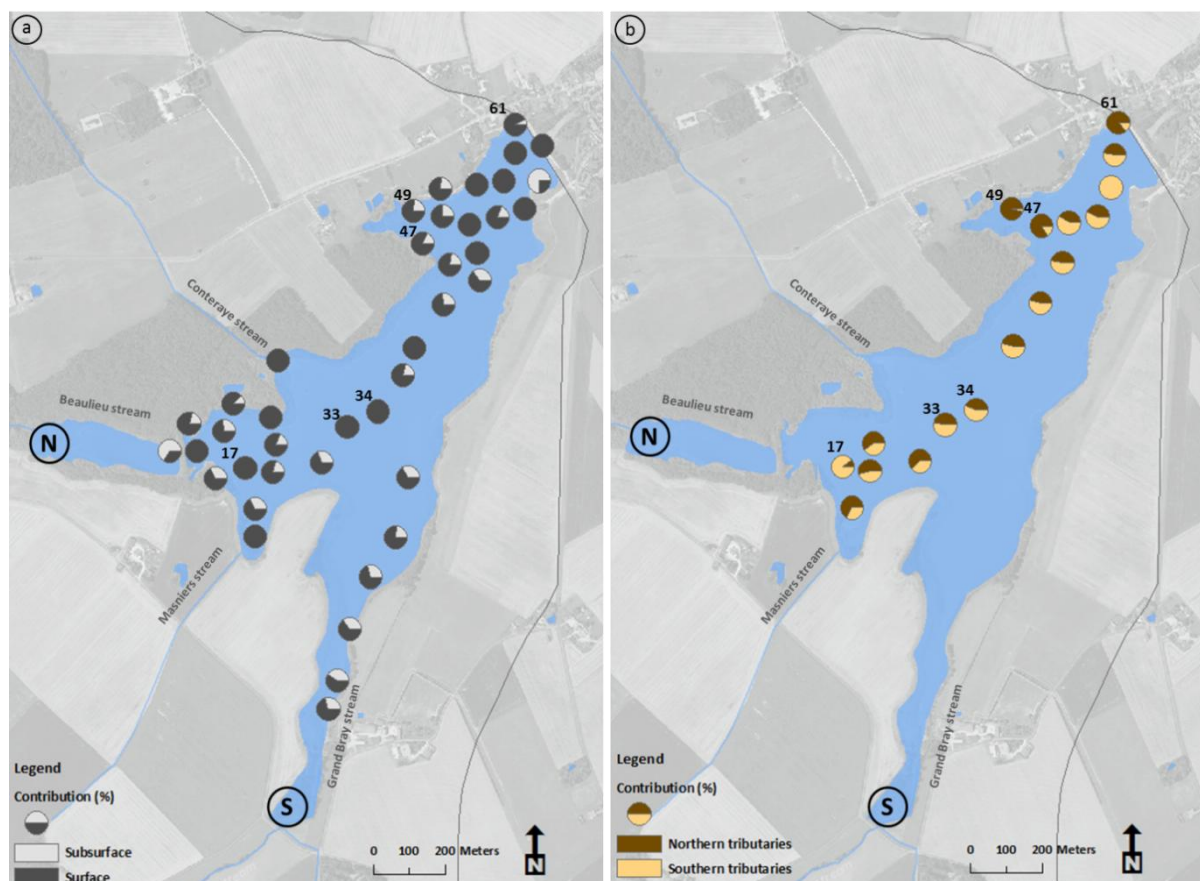 a
61
49
47
Conteraye stream
Beaulieu stream
N
34
33
17
Masniers stream
Grand Bray stream
S
Legend
Contribution (%)
Subsurface
Surface
0 100 200 Meters
N
b
61
49
47
Conteraye stream
Beaulieu stream
N
34
33
17
Masniers stream
Grand Bray stream
S
Legend
Contribution (%)
Northern tributaries
Southern tributaries
0 100 200 Meters
N